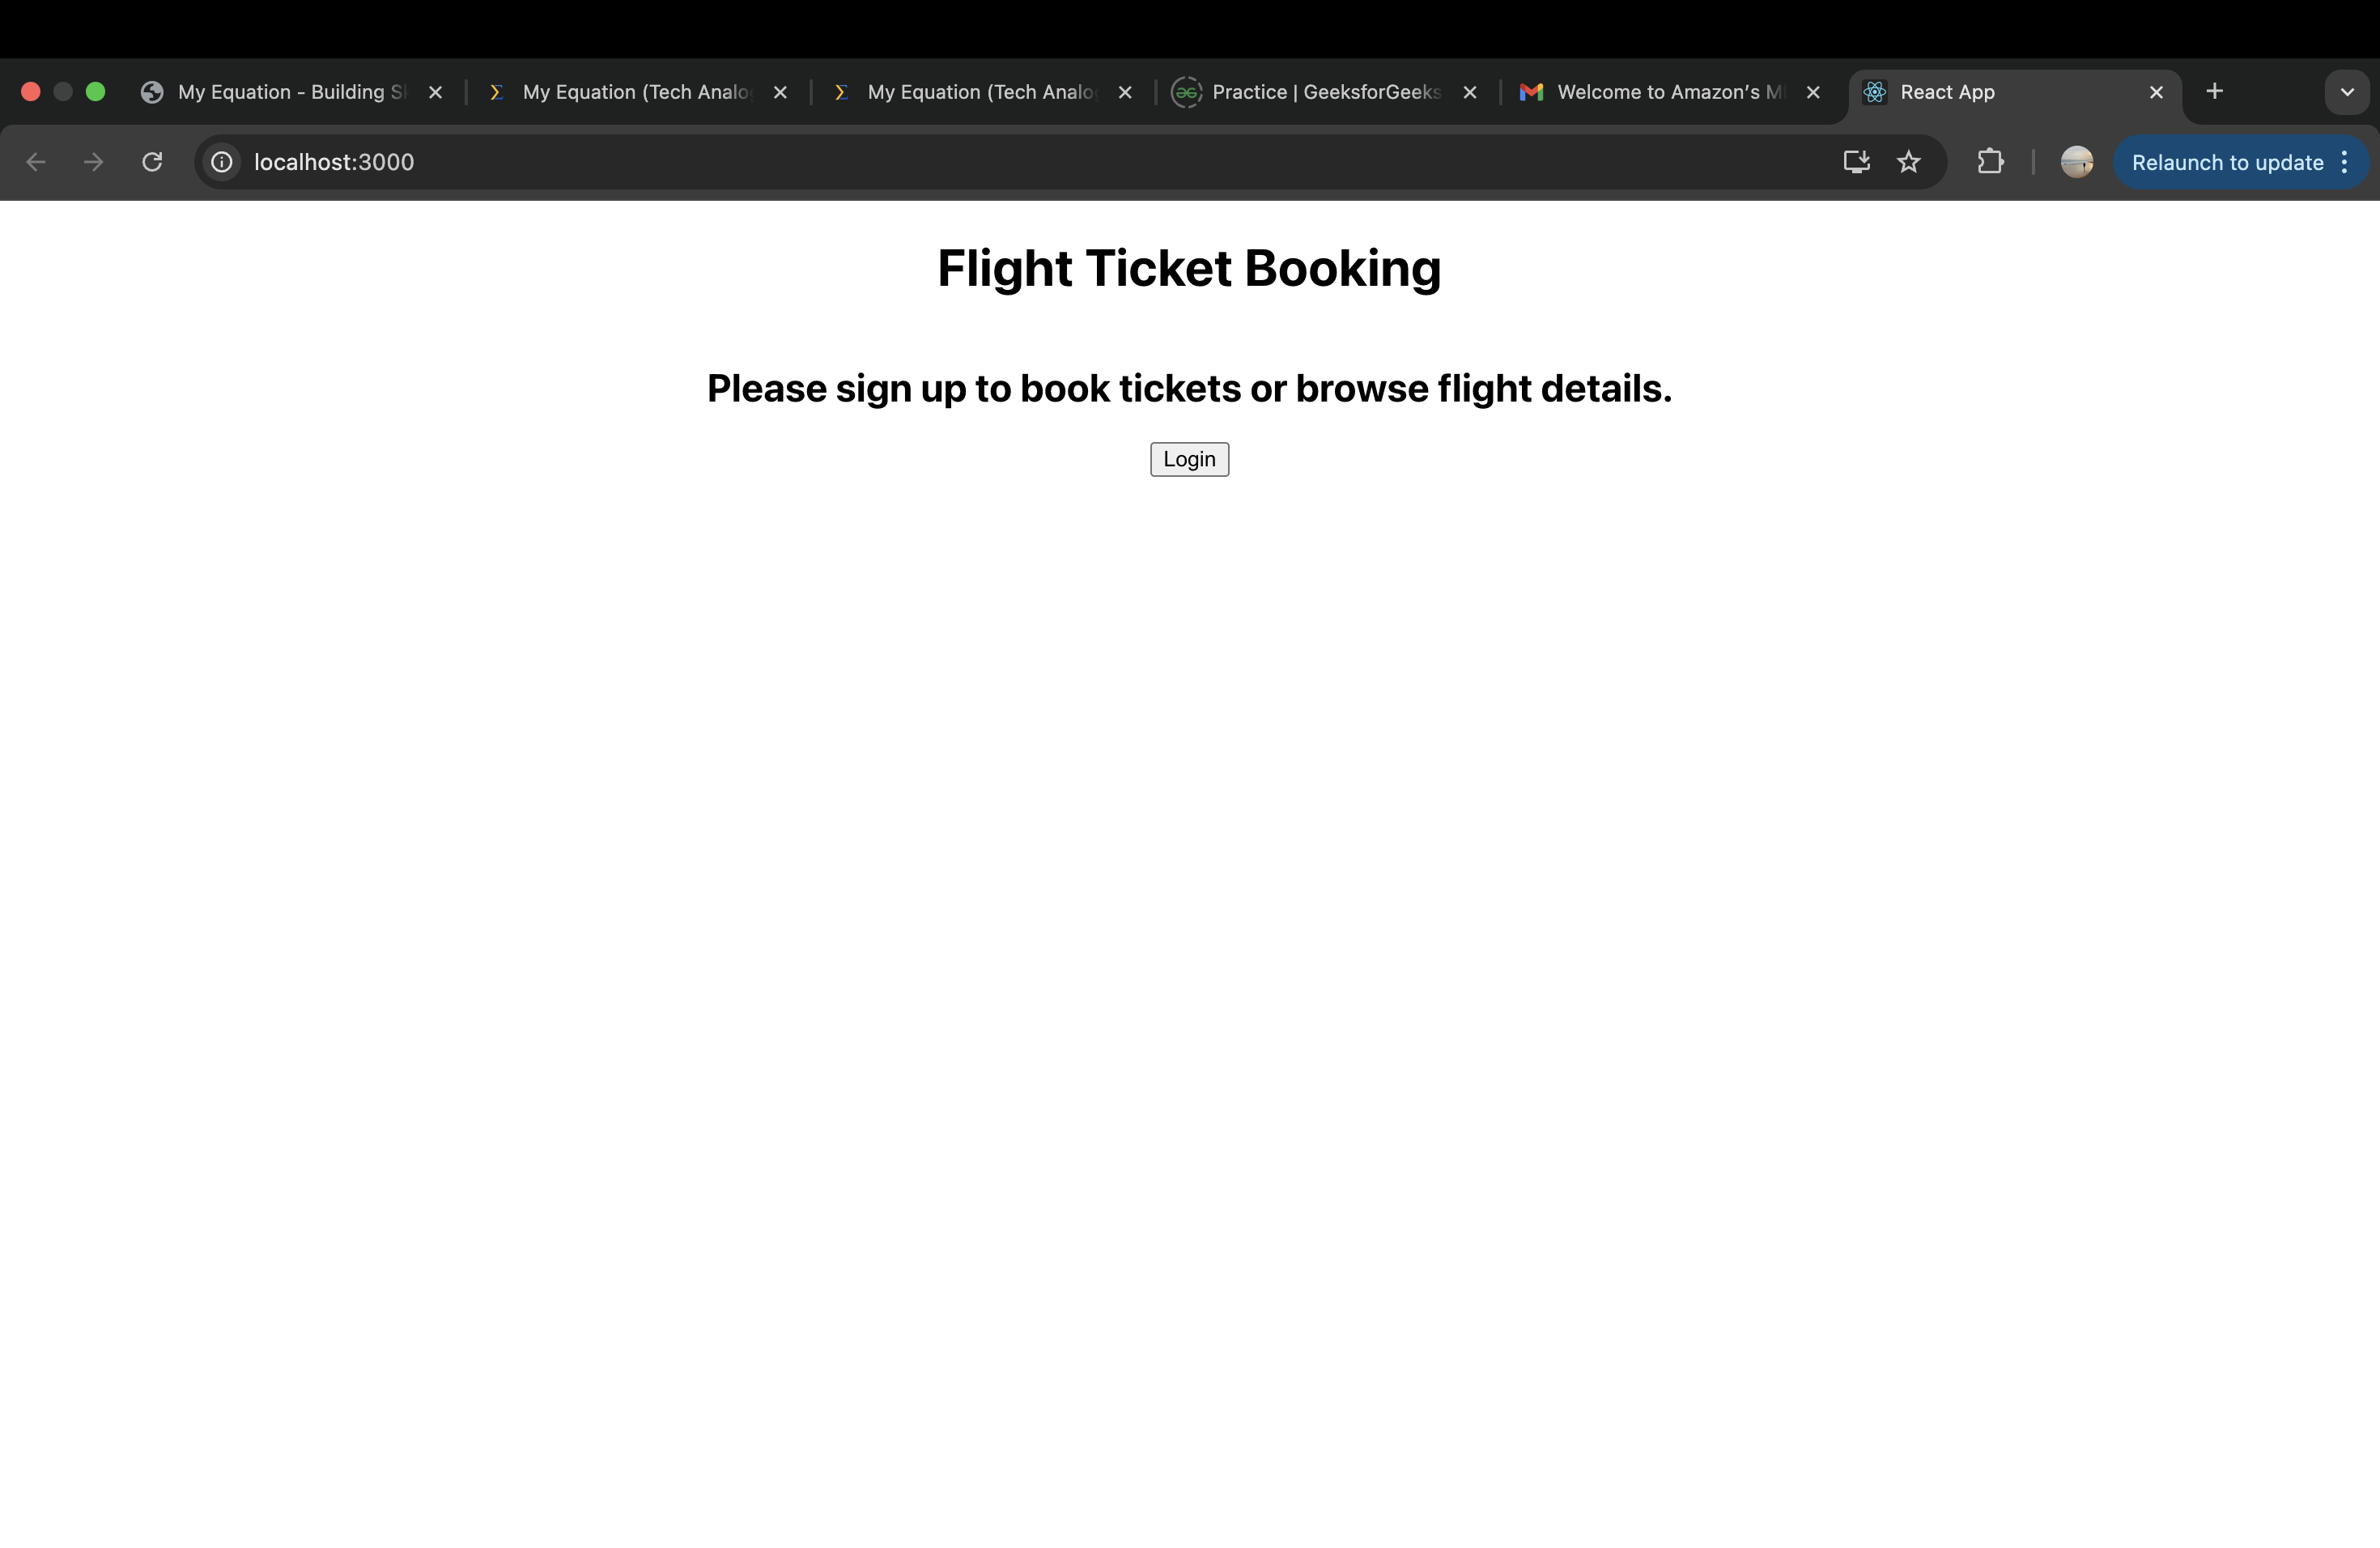 My Equation - Building S
My Equation (Tech Analo
My Equation (Tech Analo
Practice | GeeksforGeeks
Welcome to Amazon’s M
React App
localhost:3000
Relaunch to update
Flight Ticket Booking
Please sign up to book tickets or browse flight details.
Login